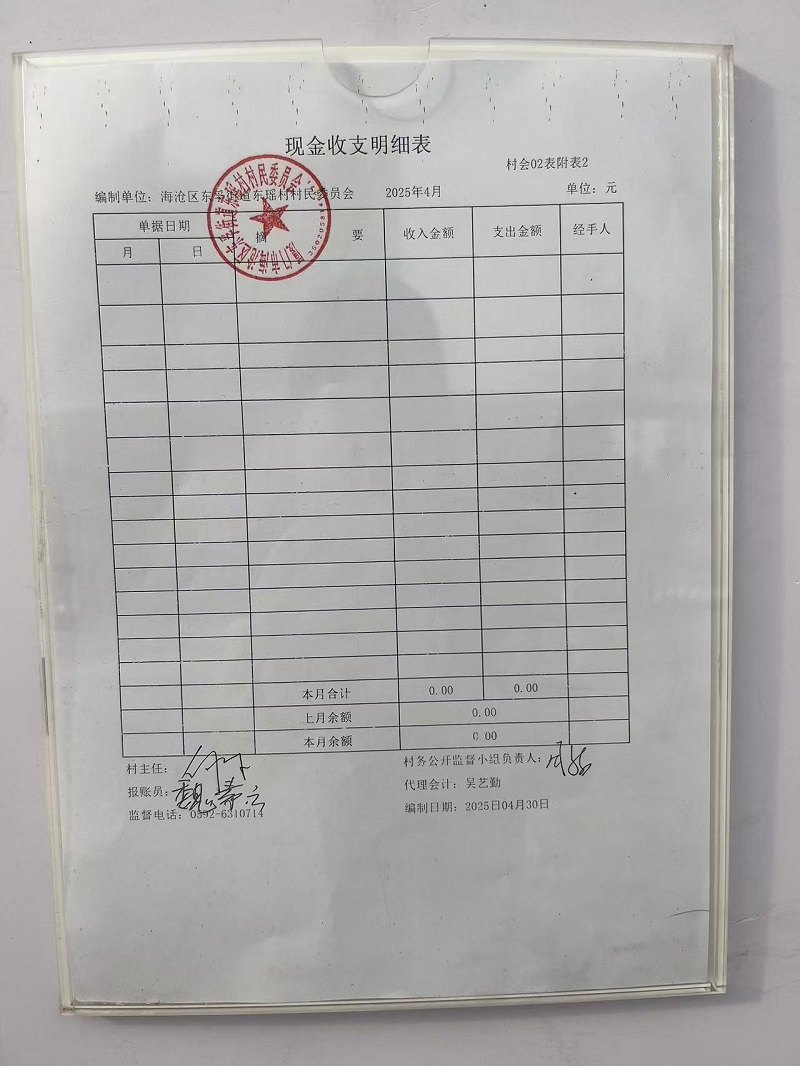 现金收支明细表
村会02表附表2
编制单位：海沧区东孚街道东瑶村村民委员会 2025年4月 单位：元
单据日期 摘 要 收入金额 支出金额 经手人
月 日
本月合计 0.00 0.00
上月余额 0.00
本月余额 0.00
村主任： 村务公开监督小组负责人：
报账员： 代理会计：吴艺勤
监督电话：0592-6310714 编制日期：2025日04月30日